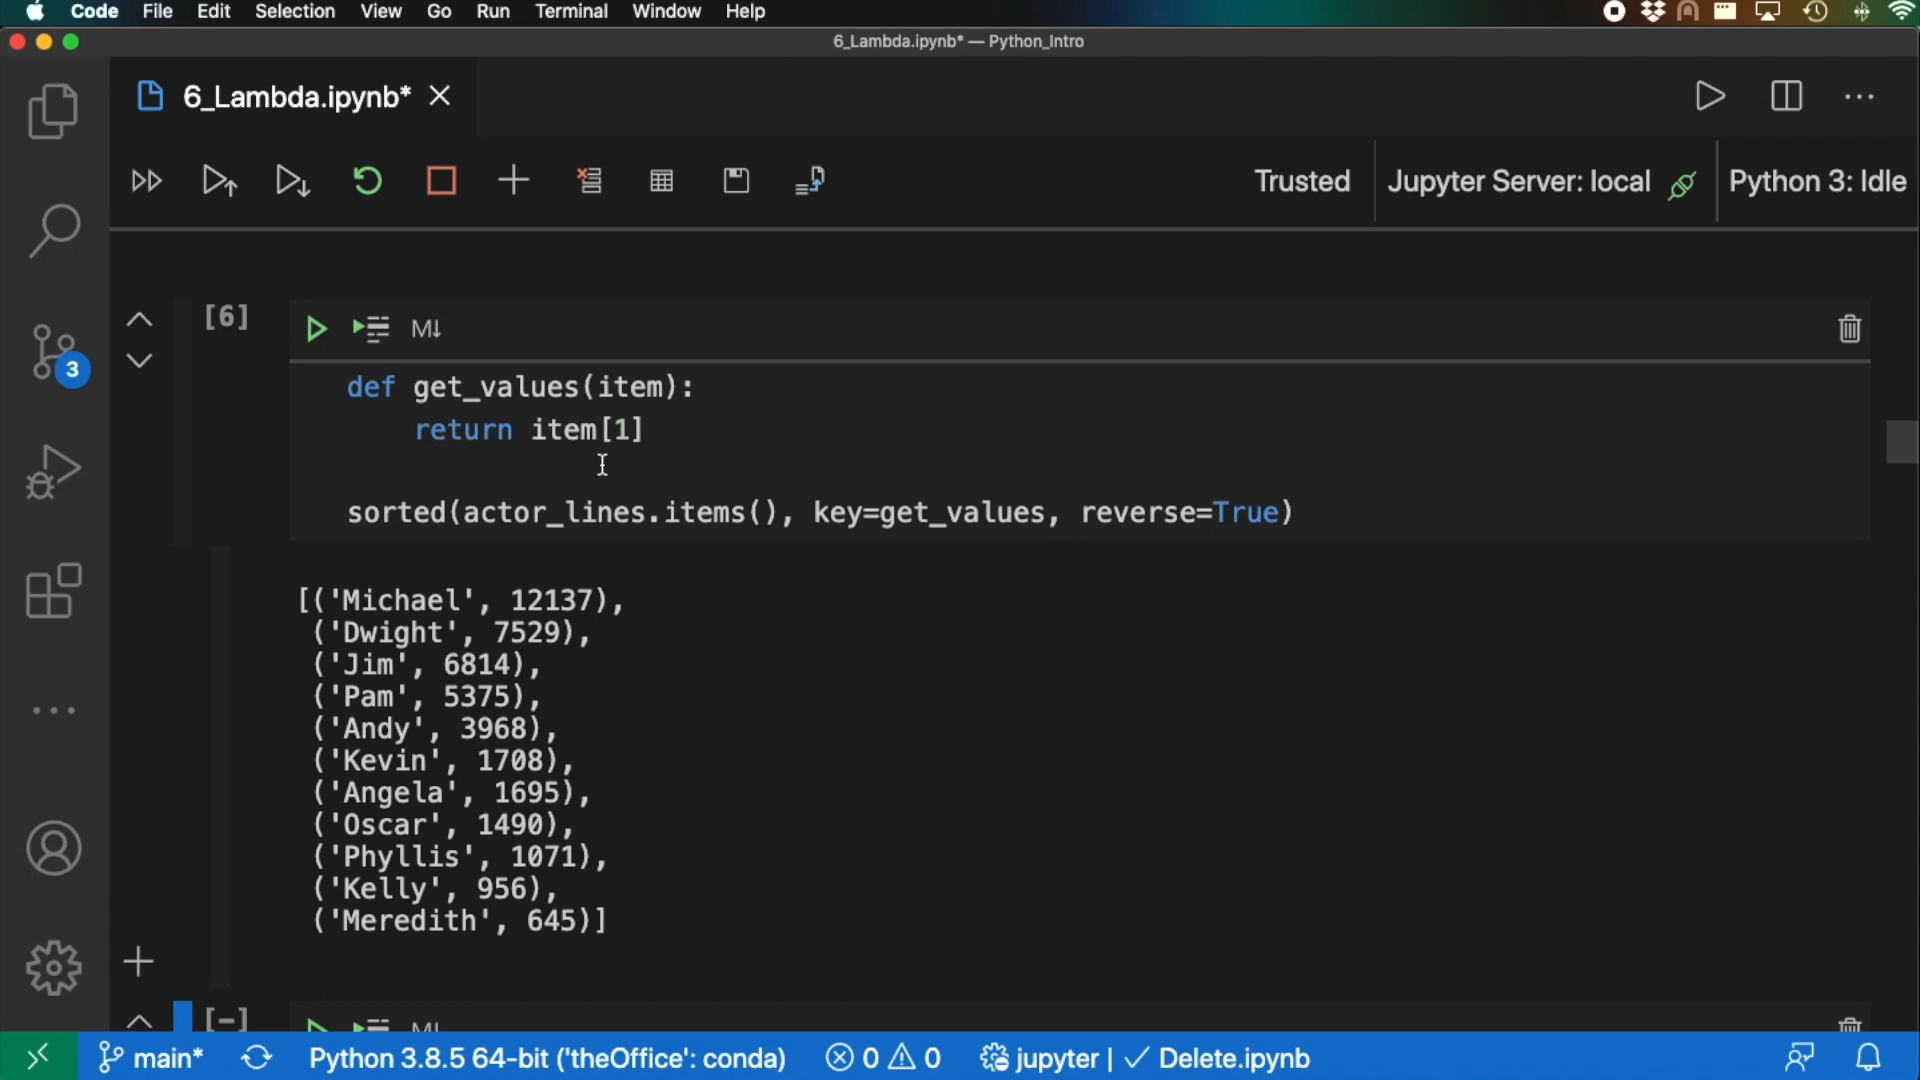 Code File Edit Selection View Go Run Terminal Window Help
6_Lambda.ipynb* — Python_Intro
6_Lambda.ipynb*
Trusted Jupyter Server: local Python 3: Idle
[6]
M↓
def get_values(item):
return item[1]
sorted(actor_lines.items(), key=get_values, reverse=True)
[('Michael', 12137),
('Dwight', 7529),
('Jim', 6814),
('Pam', 5375),
('Andy', 3968),
('Kevin', 1708),
('Angela', 1695),
('Oscar', 1490),
('Phyllis', 1071),
('Kelly', 956),
('Meredith', 645)]
3
[-]
M↓
main* Python 3.8.5 64-bit ('theOffice': conda) 0 0 jupyter | ✓ Delete.ipynb